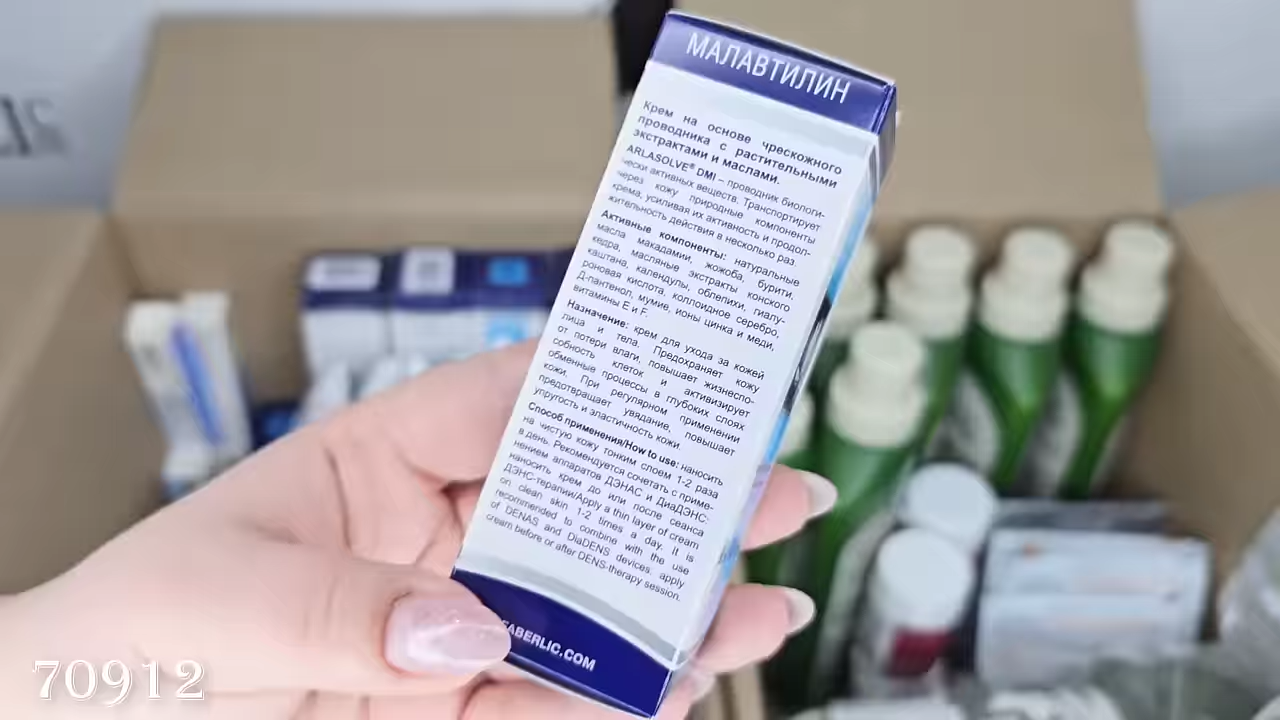 МАЛАВТИЛИН
Крем на основе чрескожного
проводника с растительными
экстрактами и маслами.
ARLASOLVE® DMI – проводник биологи-
чески активных веществ. Транспортирует
через кожу природные компоненты
крема, усиливая их активность и продол-
жительность действия в несколько раз.
Активные компоненты: натуральные
масла макадамии, жожоба, бурити,
кедра, масляные экстракты конского
каштана, календулы, облепихи, гиалу-
роновая кислота, коллоидное серебро,
Д-пантенол, мумие, ионы цинка и меди,
витамины Е и F.
Назначение: крем для ухода за кожей
лица и тела. Предохраняет кожу
от потери влаги, повышает жизнеспо-
собность клеток и активизирует
обменные процессы в глубоких слоях
кожи. При регулярном применении
предотвращает увядание, повышает
упругость и эластичность кожи.
Способ применения/How to use: наносить
на чистую кожу тонким слоем 1-2 раза
в день. Рекомендуется сочетать с приме-
нением аппаратов ДЭНАС и ДиаДЭНС:
наносить крем до или после сеанса
ДЭНС-терапии/Apply a thin layer of cream
on clean skin 1-2 times a day. It is
recommended to combine with the use
of DENAS and DiaDENS devices: apply
cream before or after DENS-therapy session.
FABERLIC.COM
70912